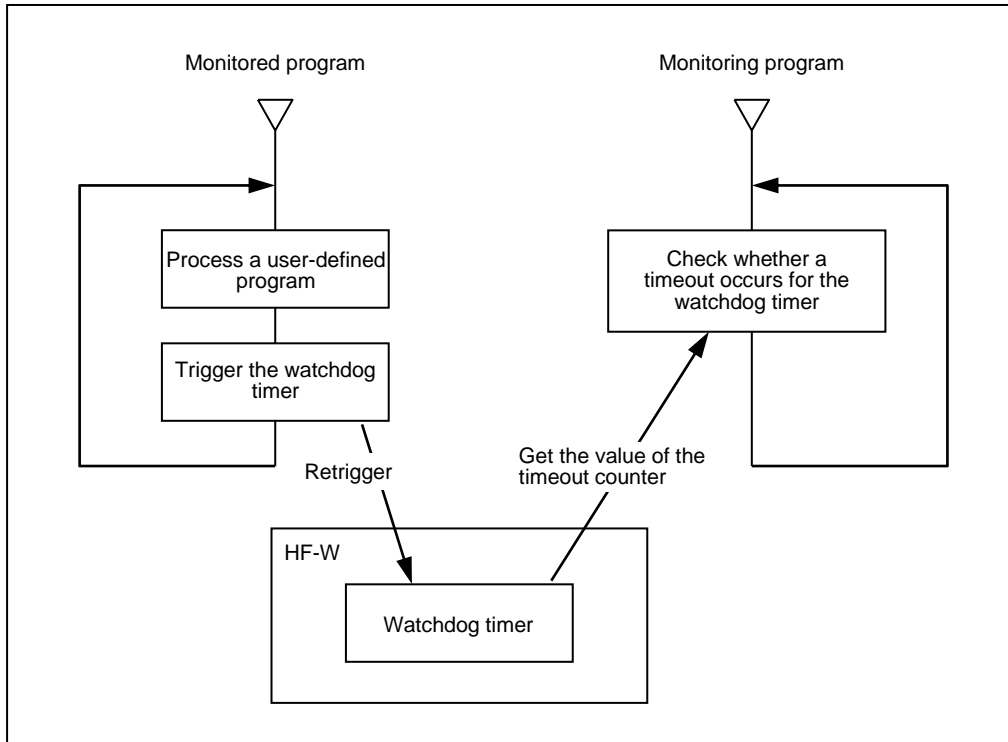 Monitored program
Monitoring program
Process a user-defined
program
Trigger the watchdog
timer
Check whether a
timeout occurs for the
watchdog timer
Retrigger
Get the value of the
timeout counter
HF-W
Watchdog timer